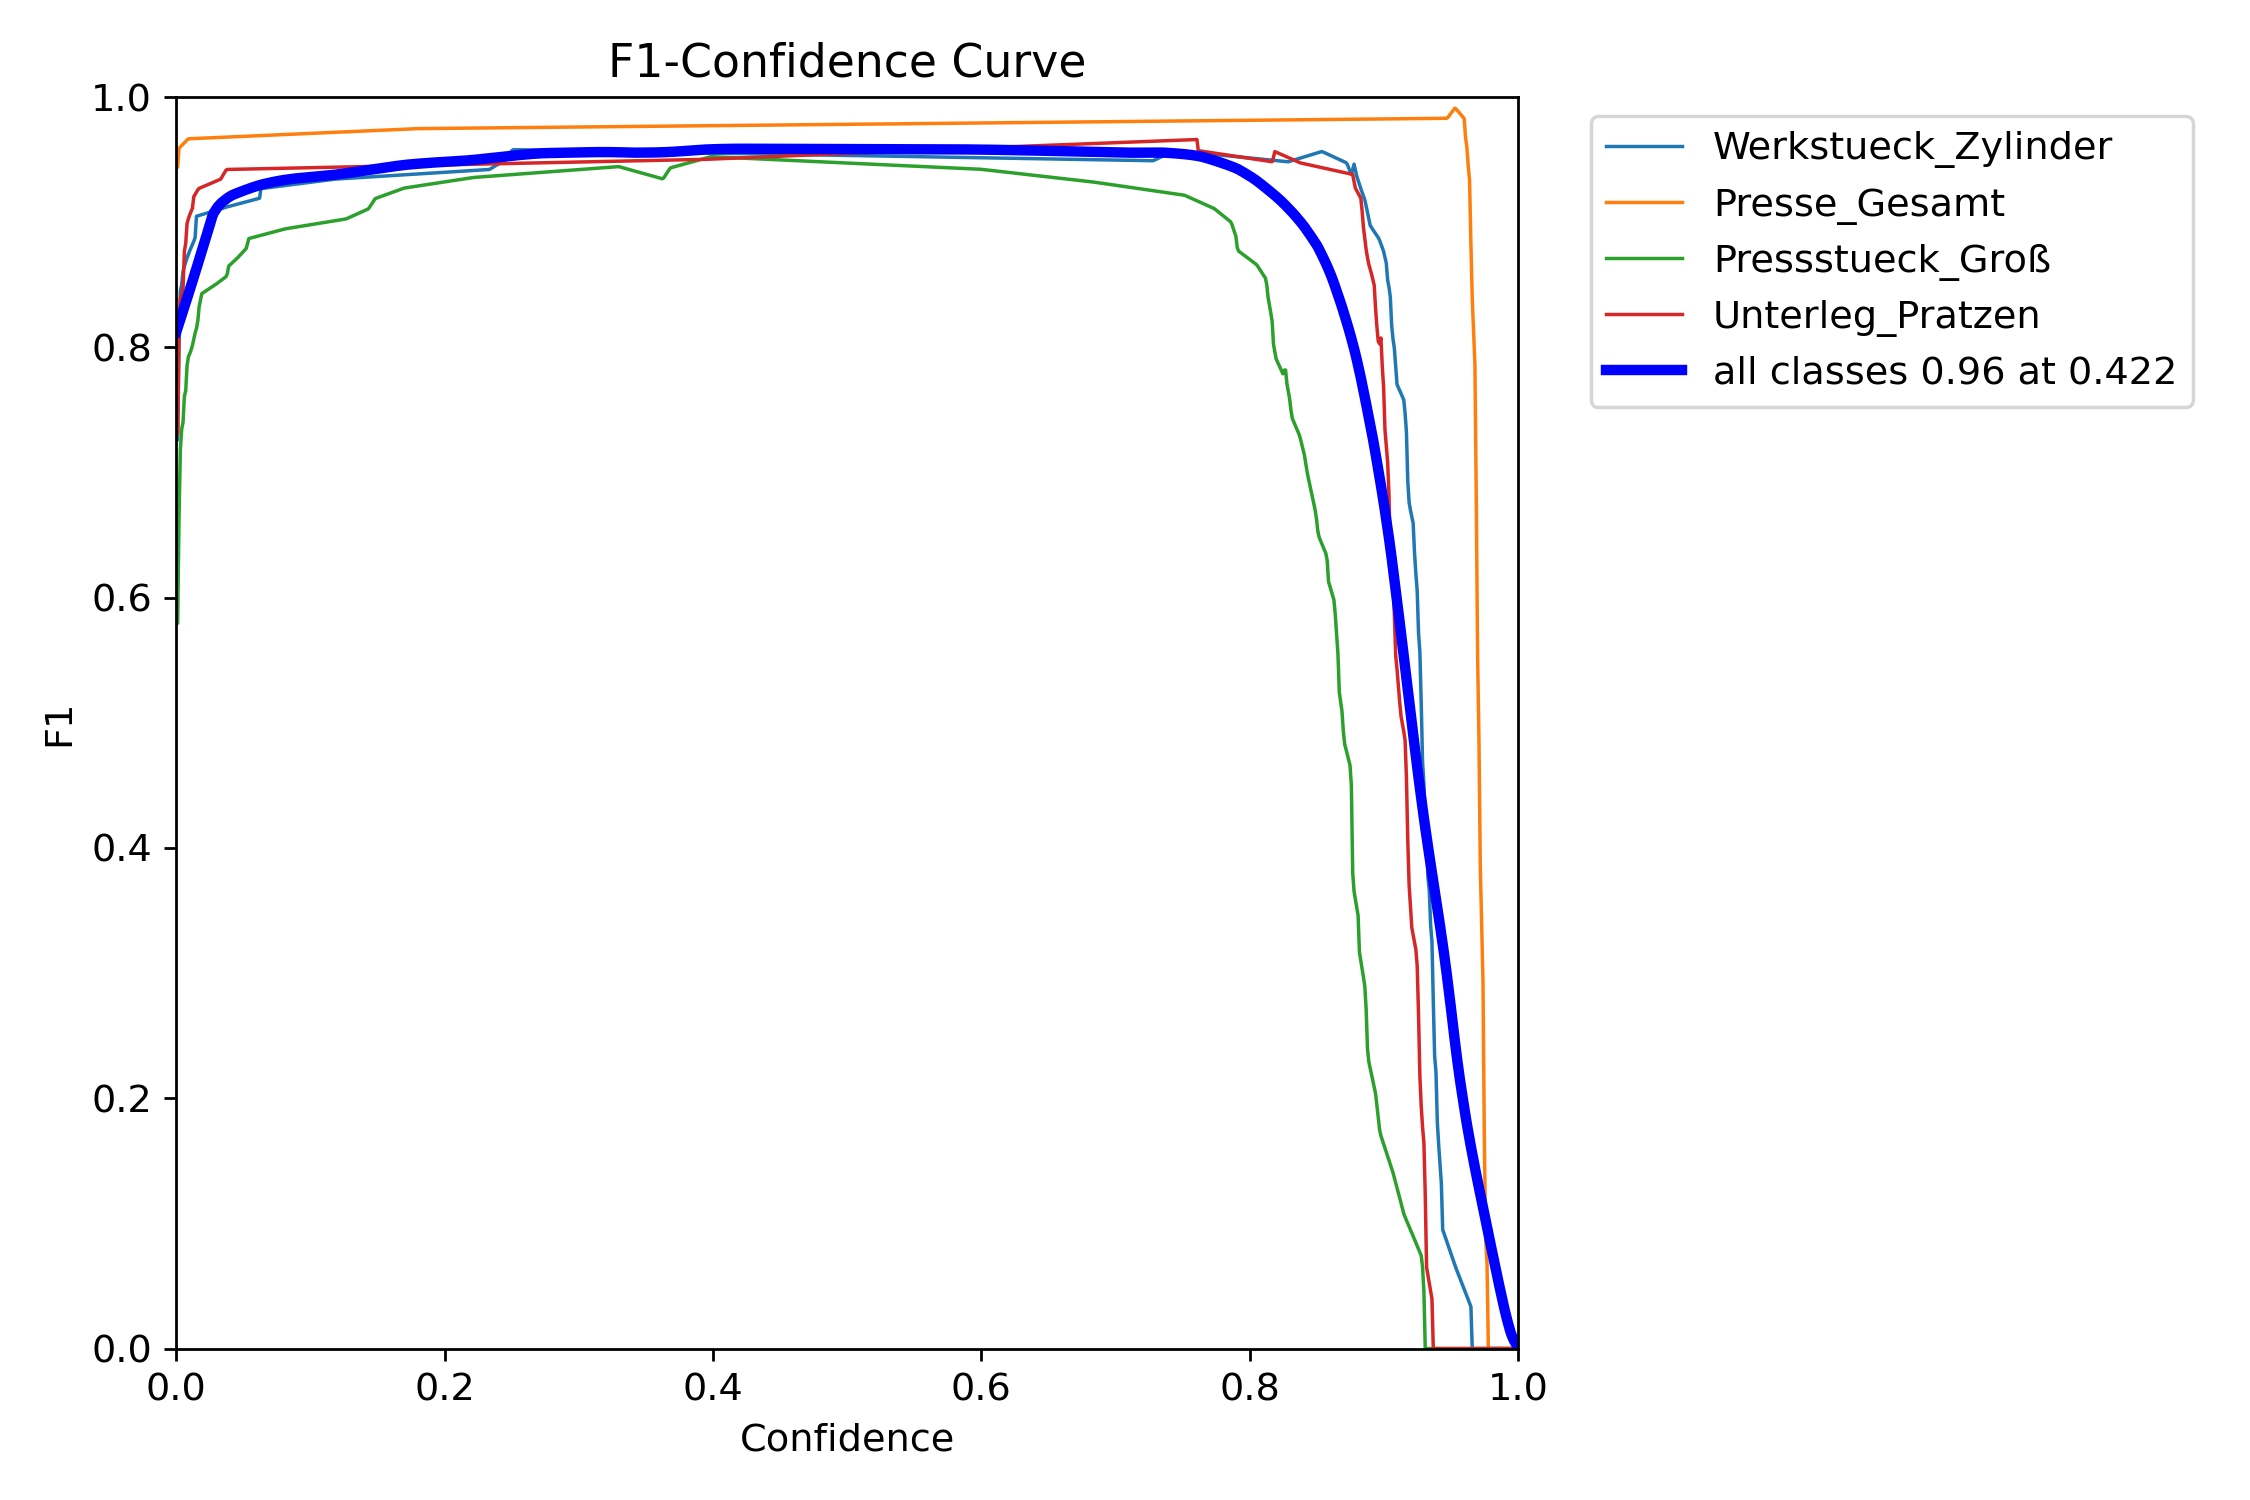 F1-Confidence Curve
1.0
0.8
0.6
0.4
0.2
0.0
F1
0.0 0.2 0.4 0.6 0.8 1.0
Confidence
Werkstueck_Zylinder
Presse_Gesamt
Pressstueck_Groß
Unterleg_Pratzen
all classes 0.96 at 0.422